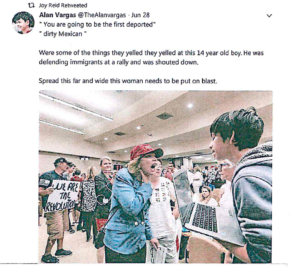 Joy Reid Retweeted
Alan Vargas @TheAlanvargas · Jun 28
" You are going to be the first deported"
" dirty Mexican "
Were some of the things they yelled they yelled at this 14 year old boy. He was
defending immigrants at a rally and was shouted down.
Spread this far and wide this woman needs to be put on blast.
THE